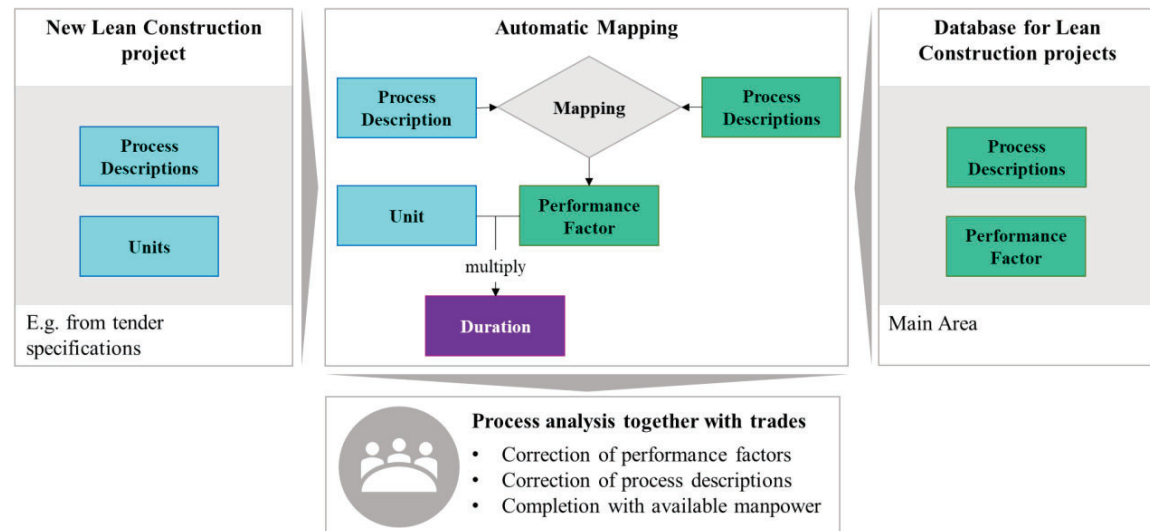 New Lean Construction
project
Process
Descriptions
Units
E.g. from tender
specifications
Automatic Mapping
Process
Description
Mapping
Process
Descriptions
Unit
Performance
Factor
multiply
Duration
Database for Lean
Construction projects
Process
Descriptions
Performance
Factor
Main Area
Process analysis together with trades
• Correction of performance factors
• Correction of process descriptions
• Completion with available manpower